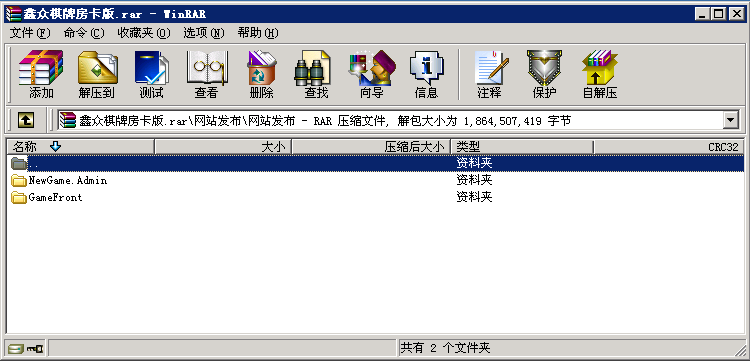 鑫众棋牌房卡版.rar - WinRAR
文件(F) 命令(C) 收藏夹(O) 选项(N) 帮助(H)
添加 解压到 测试 查看 删除 查找 向导 信息 注释 保护 自解压
鑫众棋牌房卡版.rar\网站发布\网站发布 - RAR 压缩文件, 解包大小为 1,864,507,419 字节
名称 大小 压缩后大小 类型 CRC32
.. 资料夹
NewGame.Admin 资料夹
GameFront 资料夹
共有 2 个文件夹